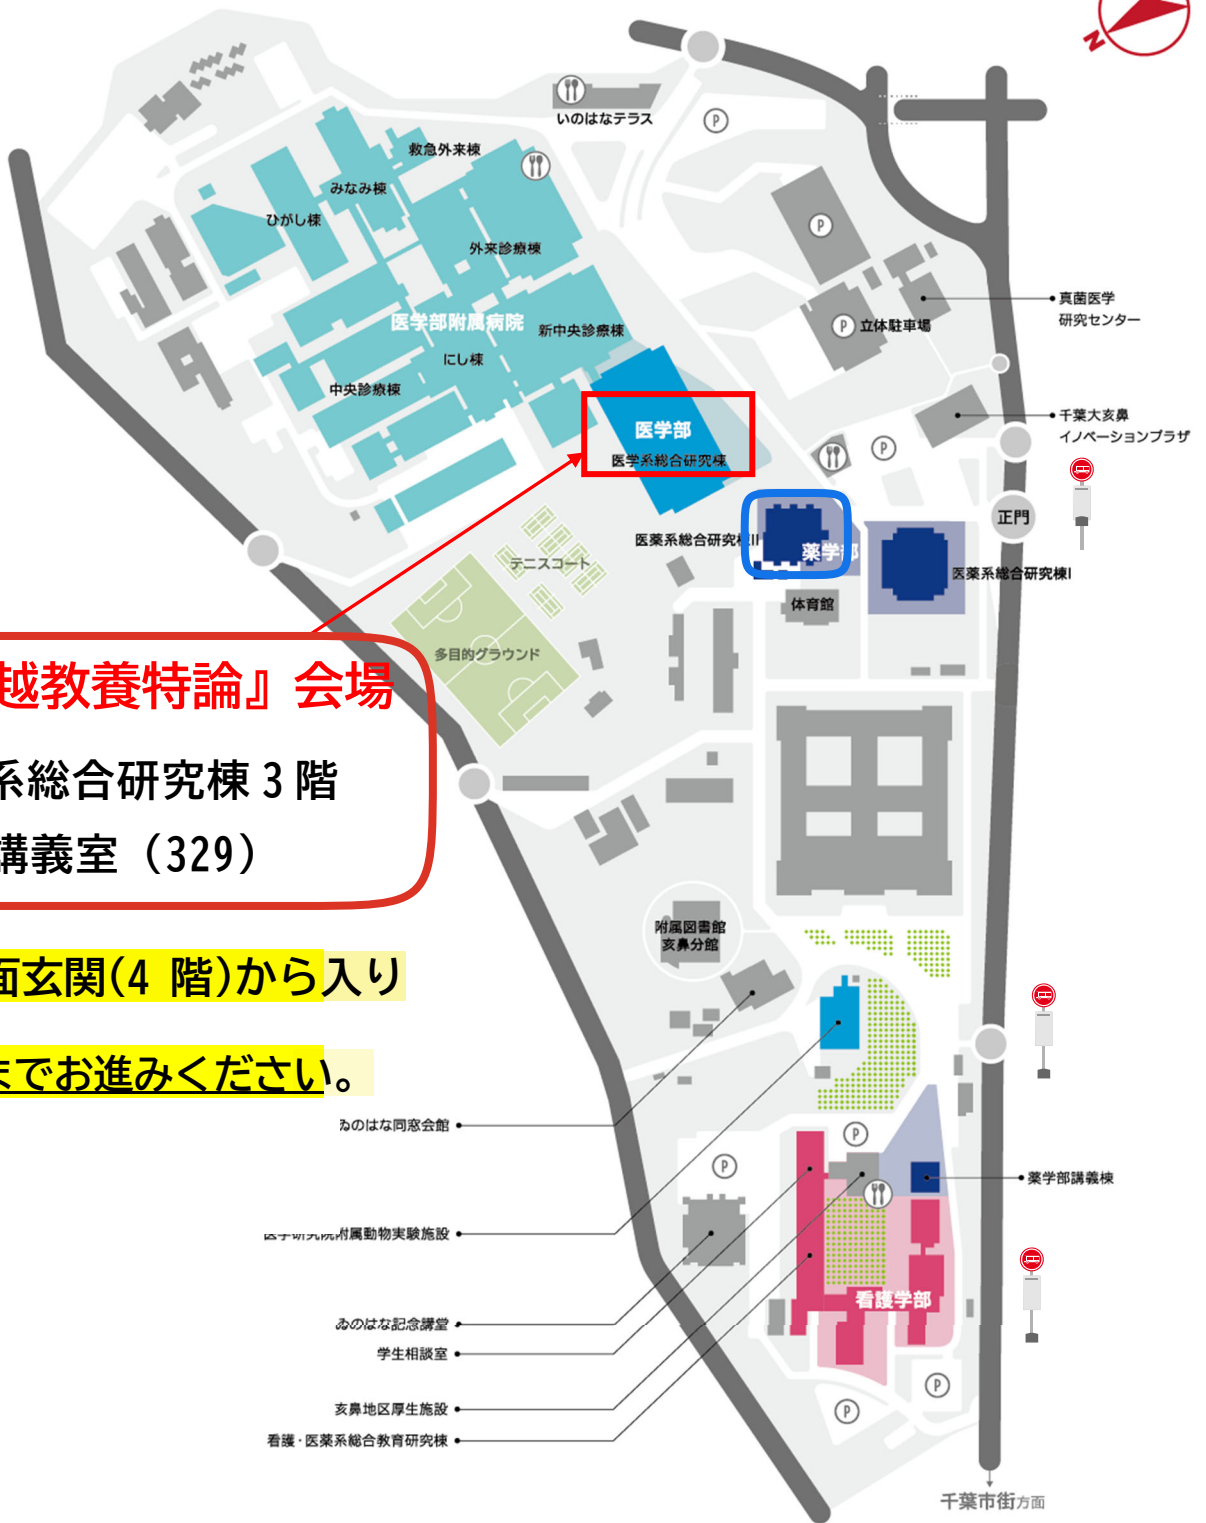 N
いのはなテラス
P
救急外来棟
みなみ棟
ひがし棟
P
外来診療棟
真菌医学
研究センター
医学部附属病院
新中央診療棟
P 立体駐車場
にし棟
中央診療棟
千葉大亥鼻
イノベーションプラザ
医学部
医学系総合研究棟
P
正門
医薬系総合研究棟II
薬学部
テニスコート
医薬系総合研究棟I
体育館
多目的グラウンド
越教養特論』会場
系総合研究棟 3 階
講義室（329）
附属図書館
亥鼻分館
面玄関(4 階)から入り
までお進みください。
ゐのはな同窓会館
P
P
薬学部講義棟
医学研究院附属動物実験施設
看護学部
ゐのはな記念講堂
学生相談室
P
亥鼻地区厚生施設
P
看護・医薬系総合教育研究棟
千葉市街方面